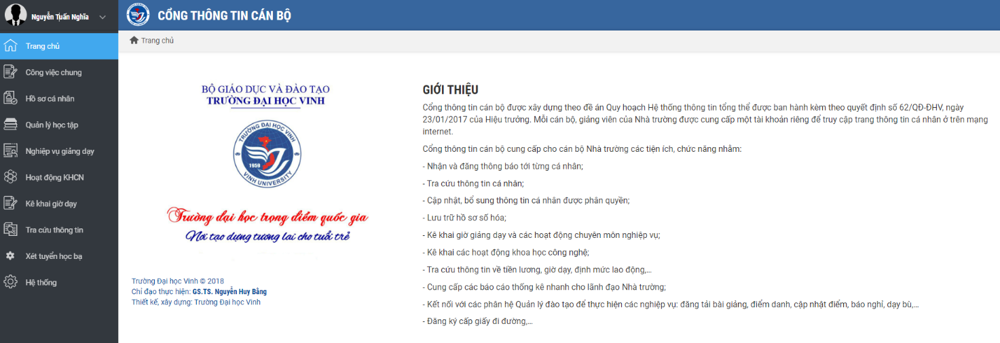 Nguyễn Tuấn Nghĩa
CỔNG THÔNG TIN CÁN BỘ
Trang chủ
Trang chủ
Công việc chung
Hồ sơ cá nhân
Quản lý học tập
Nghiệp vụ giảng dạy
Hoạt động KHCN
Kê khai giờ dạy
Tra cứu thông tin
Xét tuyển học bạ
Hệ thống
BỘ GIÁO DỤC VÀ ĐÀO TẠO
TRƯỜNG ĐẠI HỌC VINH
TRƯỜNG ĐẠI HỌC VINH
1959
VINH UNIVERSITY
Trường đại học trọng điểm quốc gia
Nơi tạo dựng tương lai cho tuổi trẻ
Trường Đại học Vinh © 2018
Chỉ đạo thực hiện: GS.TS. Nguyễn Huy Bằng
Thiết kế, xây dựng: Trường Đại học Vinh
GIỚI THIỆU
Cổng thông tin cán bộ được xây dựng theo đề án Quy hoạch Hệ thống thông tin tổng thể được ban hành kèm theo quyết định số 62/QĐ-ĐHV, ngày
23/01/2017 của Hiệu trưởng. Mỗi cán bộ, giảng viên của Nhà trường được cung cấp một tài khoản riêng để truy cập trang thông tin cá nhân ở trên mạng
internet.
Cổng thông tin cán bộ cung cấp cho cán bộ Nhà trường các tiện ích, chức năng nhằm:
- Nhận và đăng thông báo tới từng cá nhân;
- Tra cứu thông tin cá nhân;
- Cập nhật, bổ sung thông tin cá nhân được phân quyền;
- Lưu trữ hồ sơ số hóa;
- Kê khai giờ giảng dạy và các hoạt động chuyên môn nghiệp vụ;
- Kê khai các hoạt động khoa học công nghệ;
- Tra cứu thông tin về tiền lương, giờ dạy, định mức lao động,...
- Cung cấp các báo cáo thống kê nhanh cho lãnh đạo Nhà trường;
- Kết nối với các phân hệ Quản lý đào tạo để thực hiện các nghiệp vụ: đăng tải bài giảng, điểm danh, cập nhật điểm, báo nghỉ, dạy bù,...
- Đăng ký cấp giấy đi đường,...